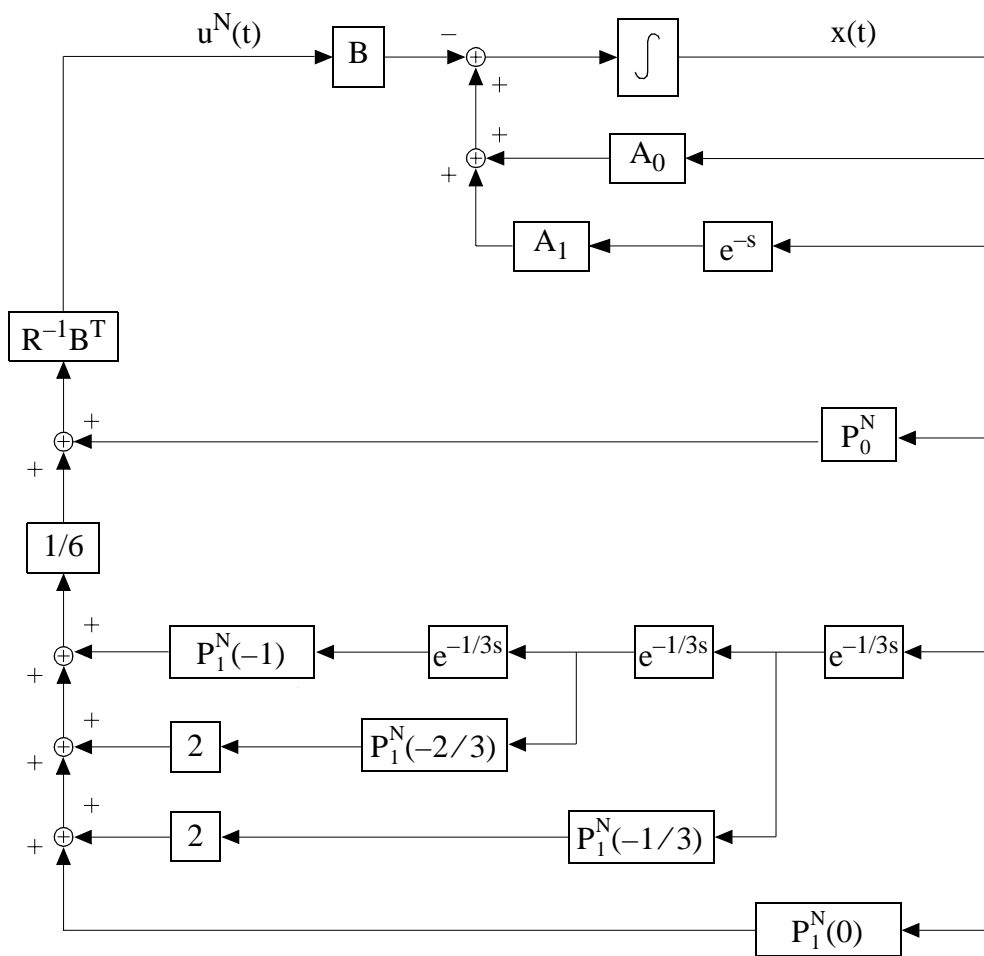 u^N(t)
B
−
+
∫
x(t)
+
+
+
A_0
A_1
e^{−s}
R^{−1}B^T
+
+
P_0^N
1/6
+
+
P_1^N(−1)
e^{−1/3s}
e^{−1/3s}
e^{−1/3s}
+
+
2
P_1^N(−2/3)
+
+
2
P_1^N(−1/3)
P_1^N(0)